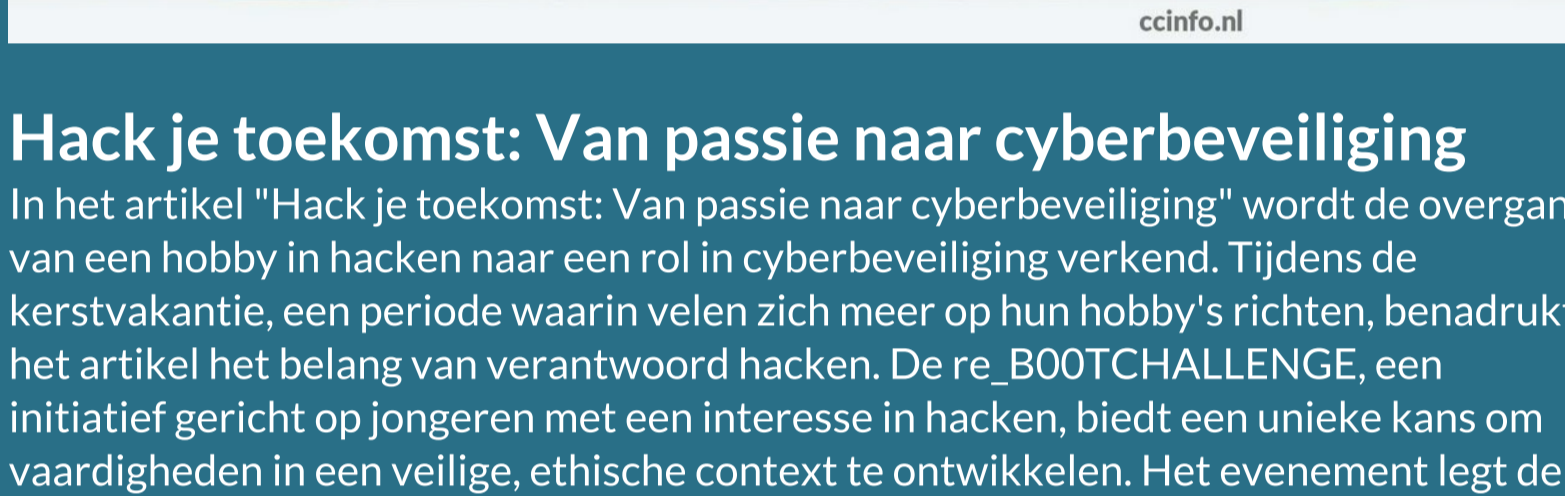 ccinfo.nl
Hack je toekomst: Van passie naar cyberbeveiliging
In het artikel "Hack je toekomst: Van passie naar cyberbeveiliging" wordt de overgan
van een hobby in hacken naar een rol in cyberbeveiliging verkend. Tijdens de
kerstvakantie, een periode waarin velen zich meer op hun hobby's richten, benadrukt
het artikel het belang van verantwoord hacken. De re_B00TCHALLENGE, een
initiatief gericht op jongeren met een interesse in hacken, biedt een unieke kans om
vaardigheden in een veilige, ethische context te ontwikkelen. Het evenement legt de